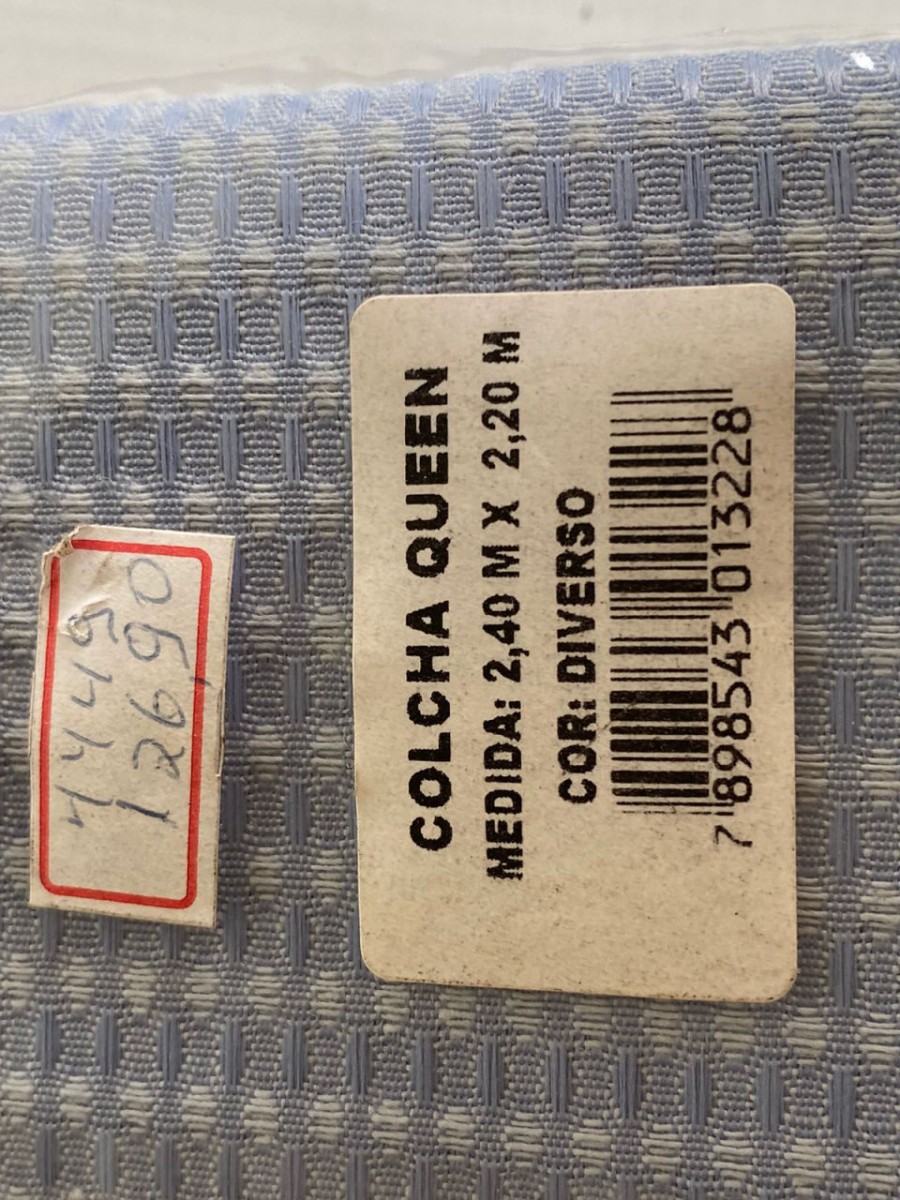 COLCHA QUEEN
MEDIDA: 2,40 M X 2,20 M
COR: DIVERSO
7 898543 013228
4449
126,90